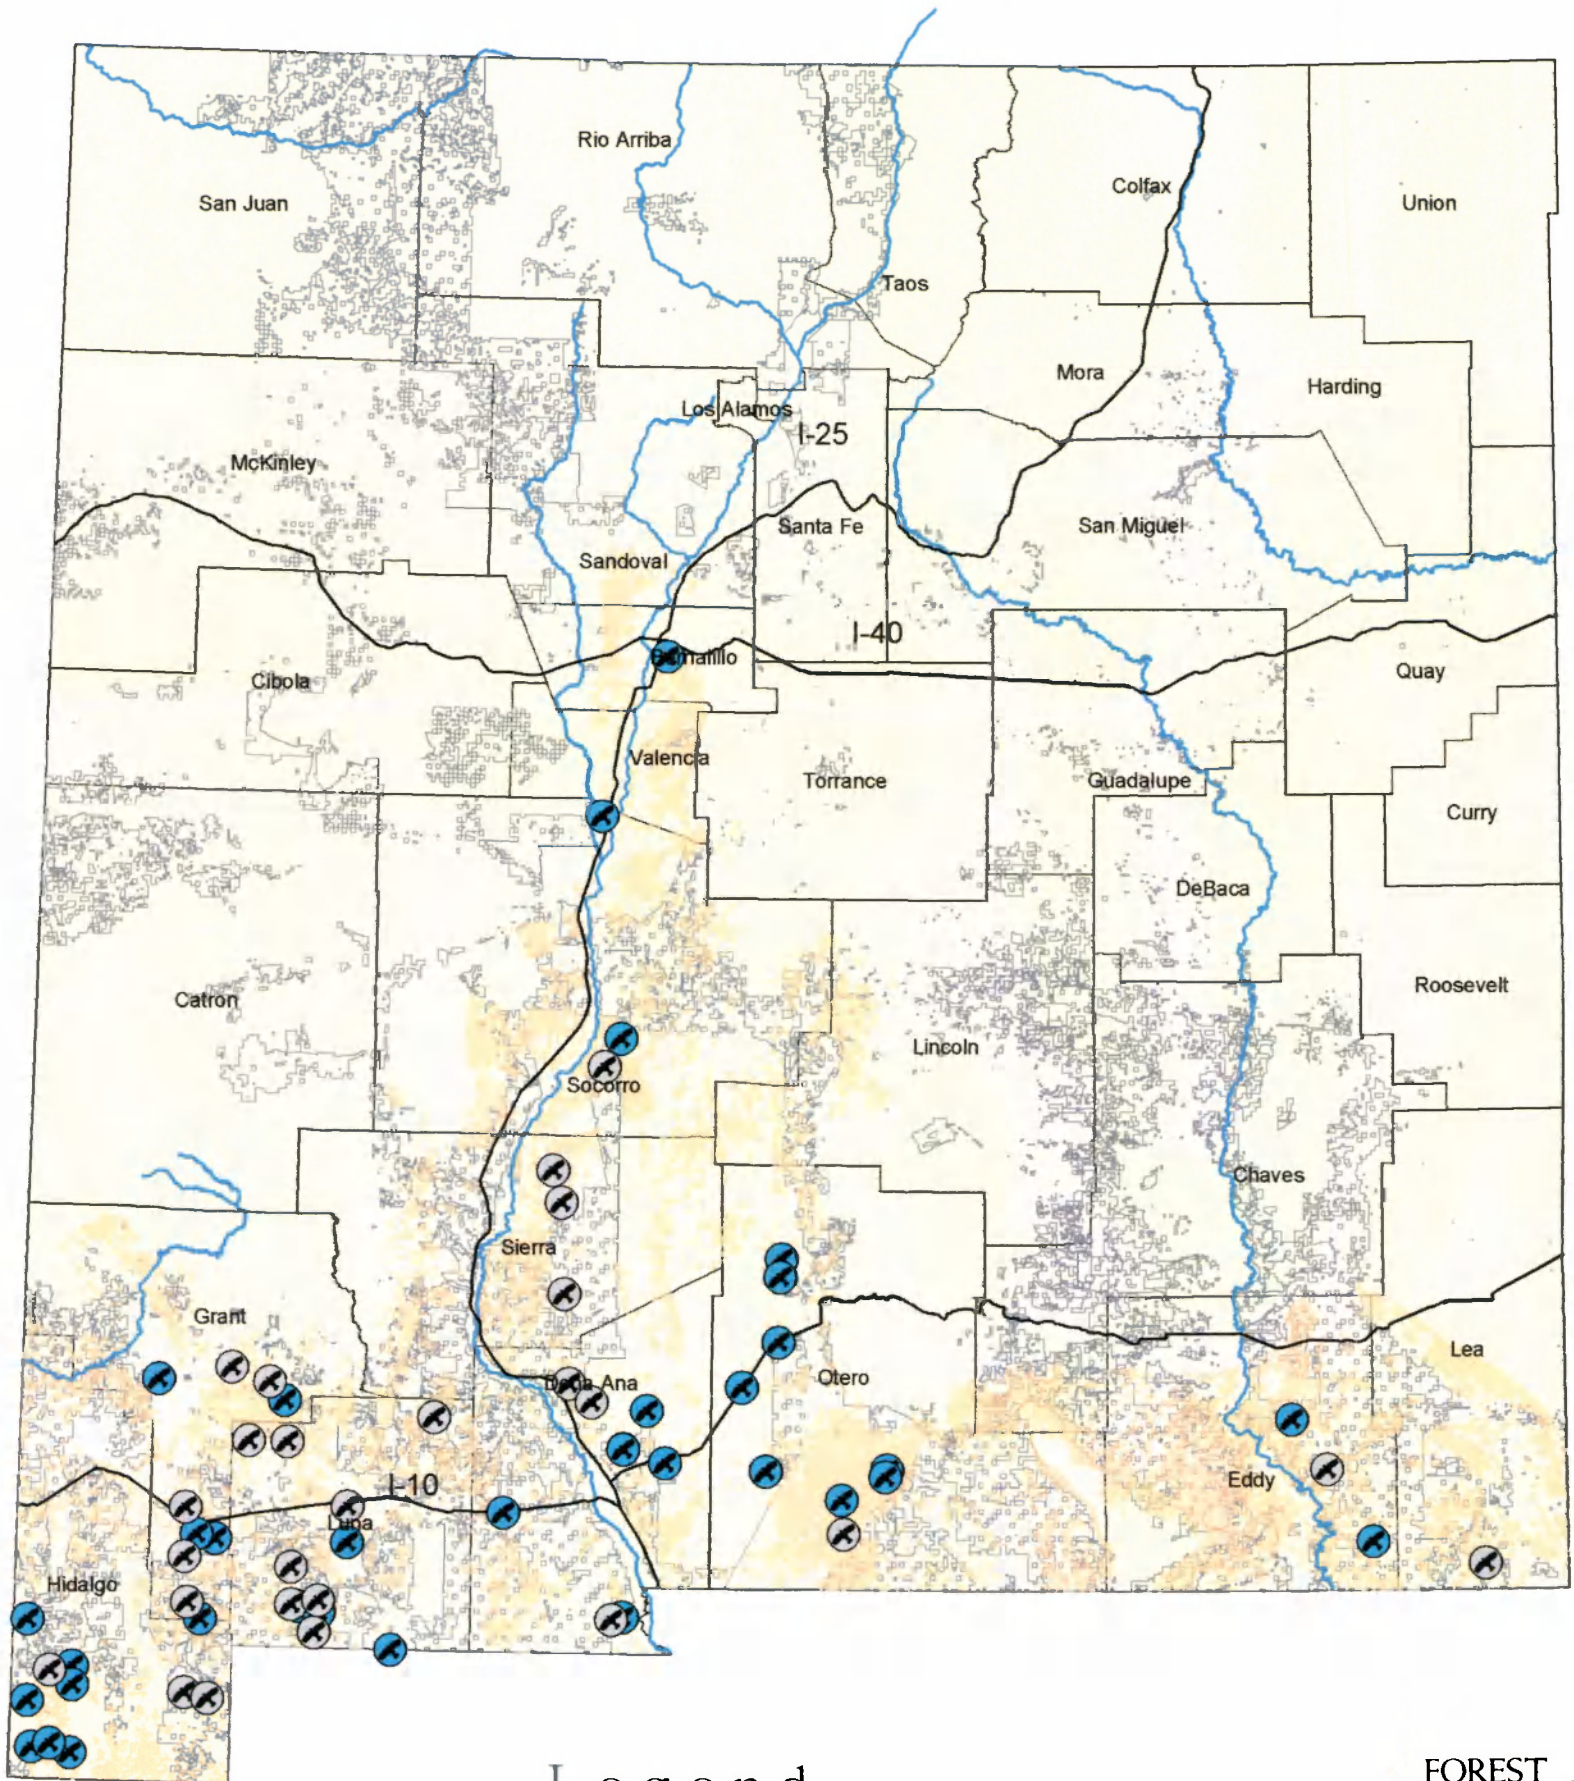 Rio Arriba
Colfax
San Juan
Union
Taos
Mora
Harding
Los Alamos
I-25
McKinley
Santa Fe
San Miguel
Sandoval
I-40
Bernalillo
Quay
Cibola
Valencia
Torrance
Guadalupe
Curry
DeBaca
Catron
Roosevelt
Lincoln
Socorro
Chaves
Sierra
Grant
Lea
Otero
Dona Ana
Eddy
I-10
Luna
Hidalgo
Legend
FOREST